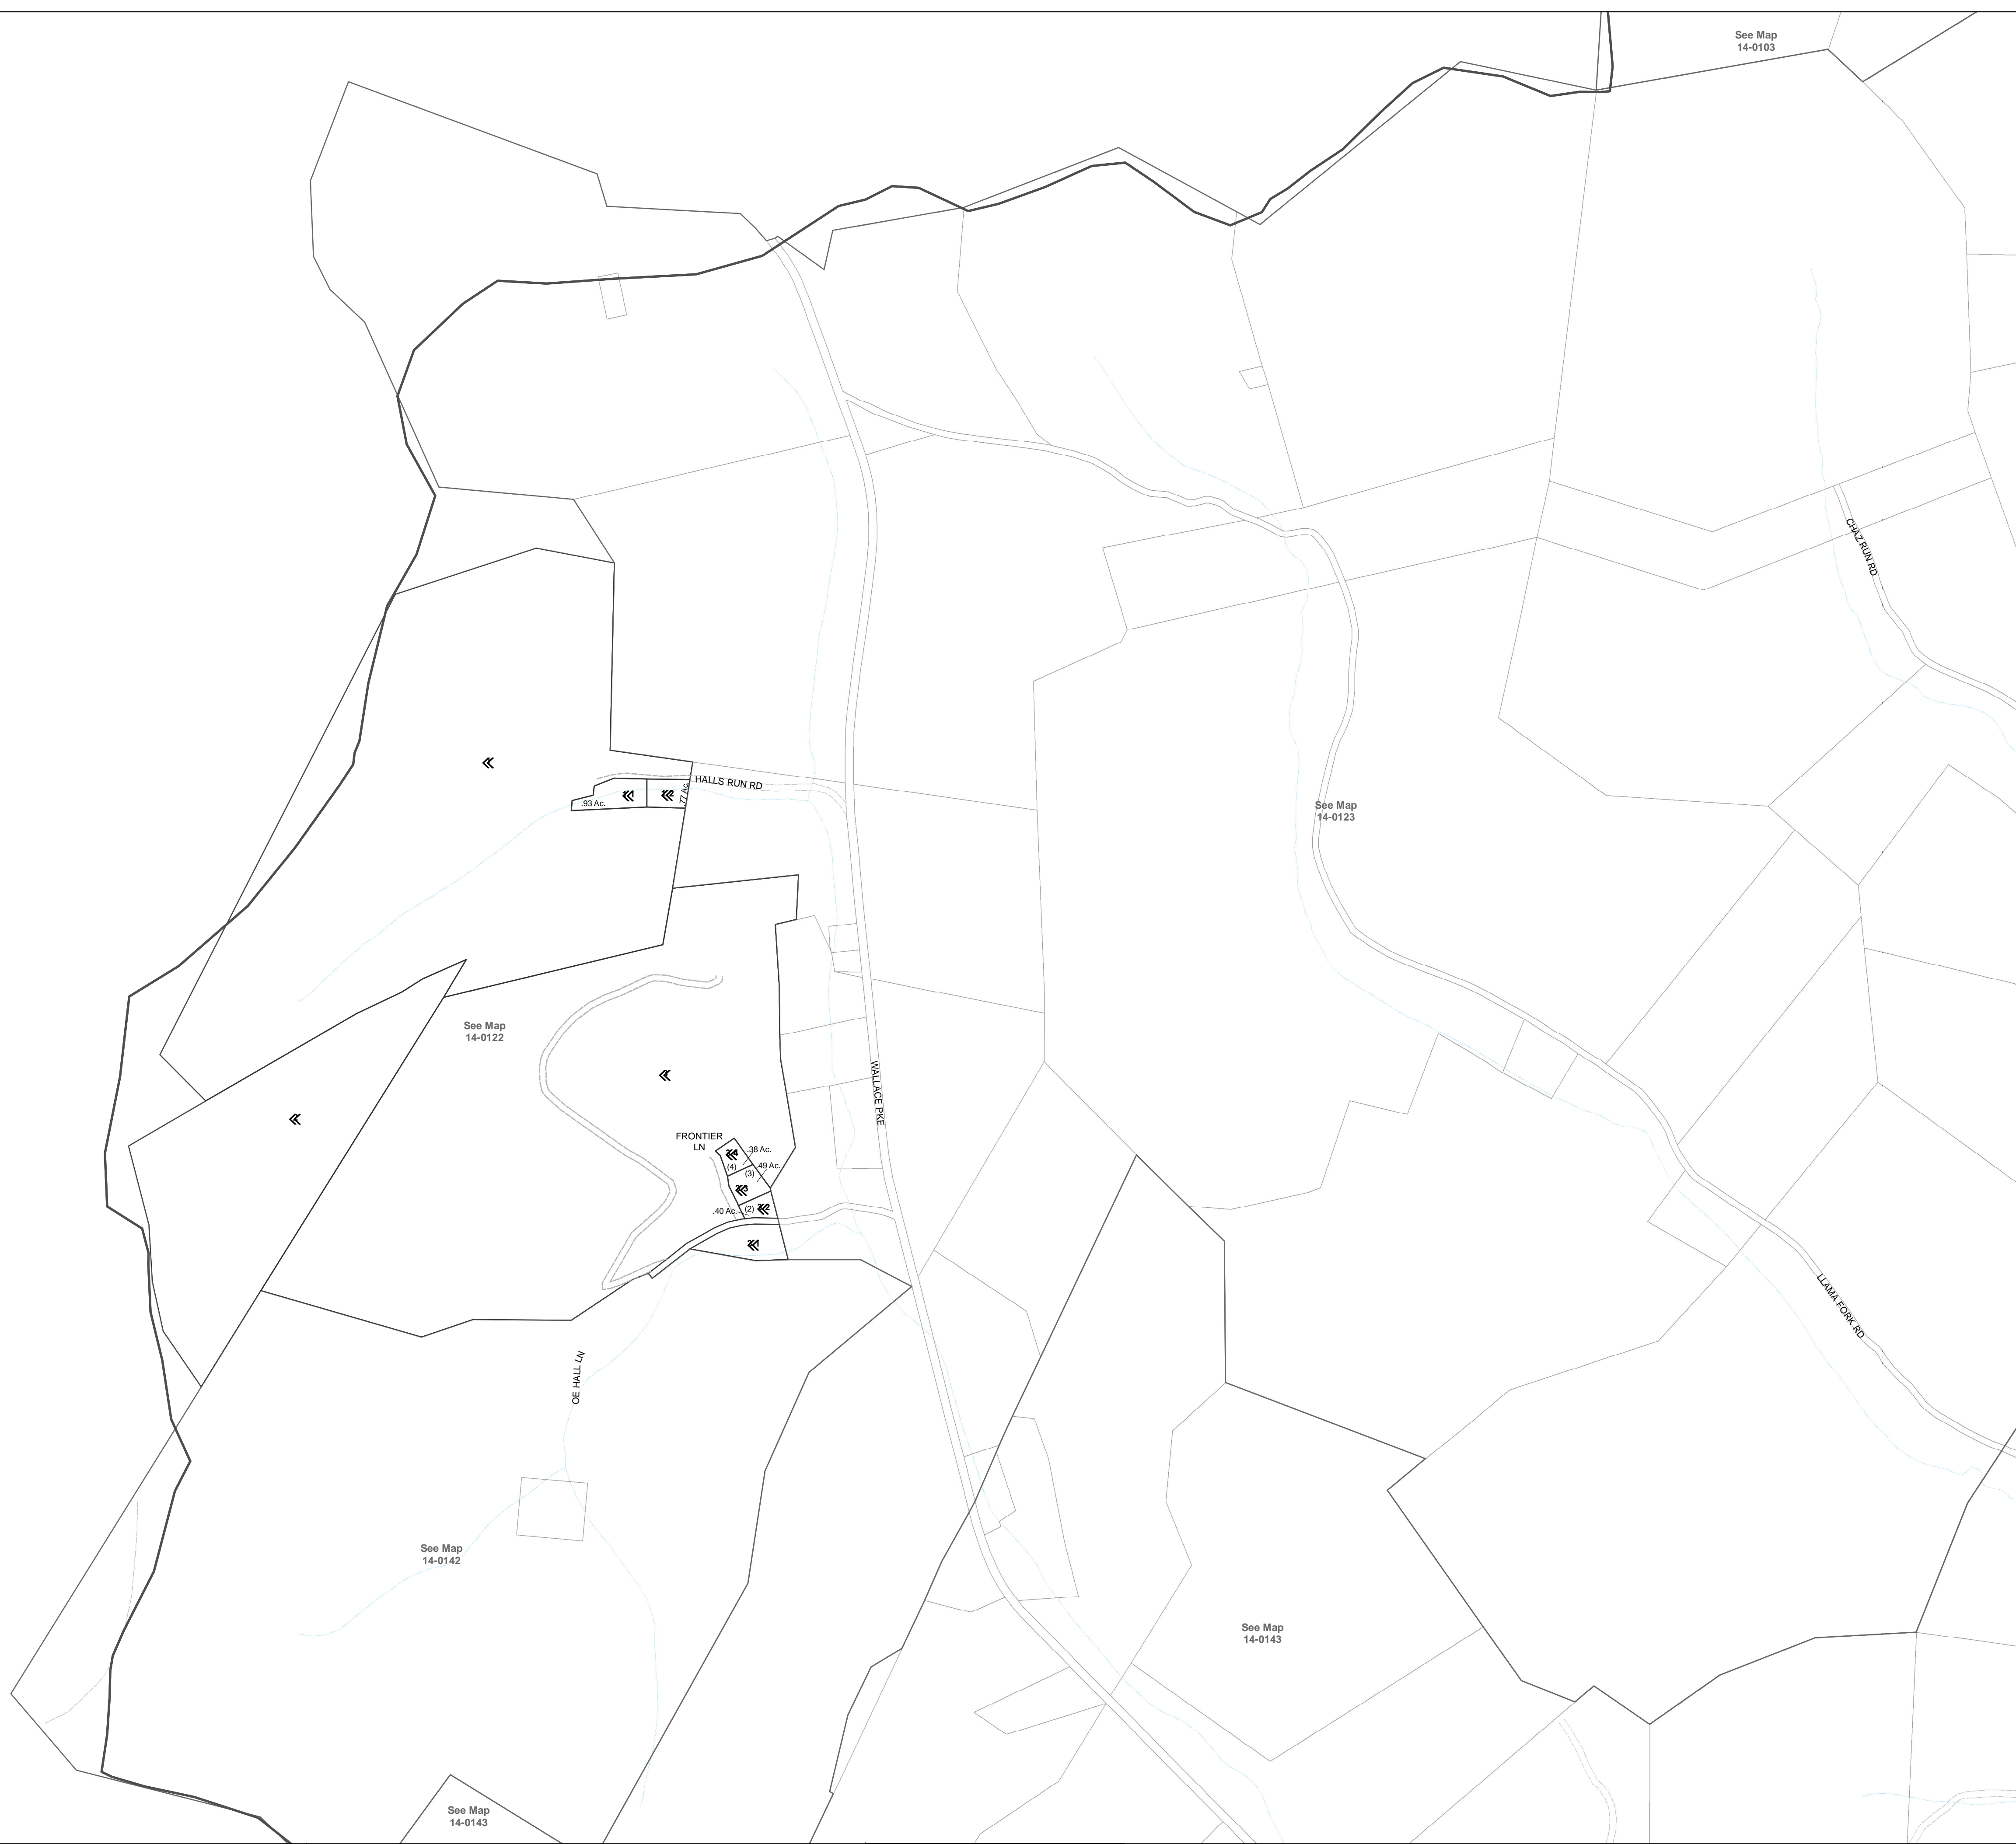 See Map
14-0103
CHAZ RUN RD
HALLS RUN RD
.93 Ac.
.77 Ac.
See Map
14-0123
See Map
14-0122
WALLACE PKE
FRONTIER
LN
.38 Ac.
(4)
(3)
.49 Ac.
.40 Ac.
(2)
LLAMA FORK RD
OE HALL LN
See Map
14-0142
See Map
14-0143
See Map
14-0143